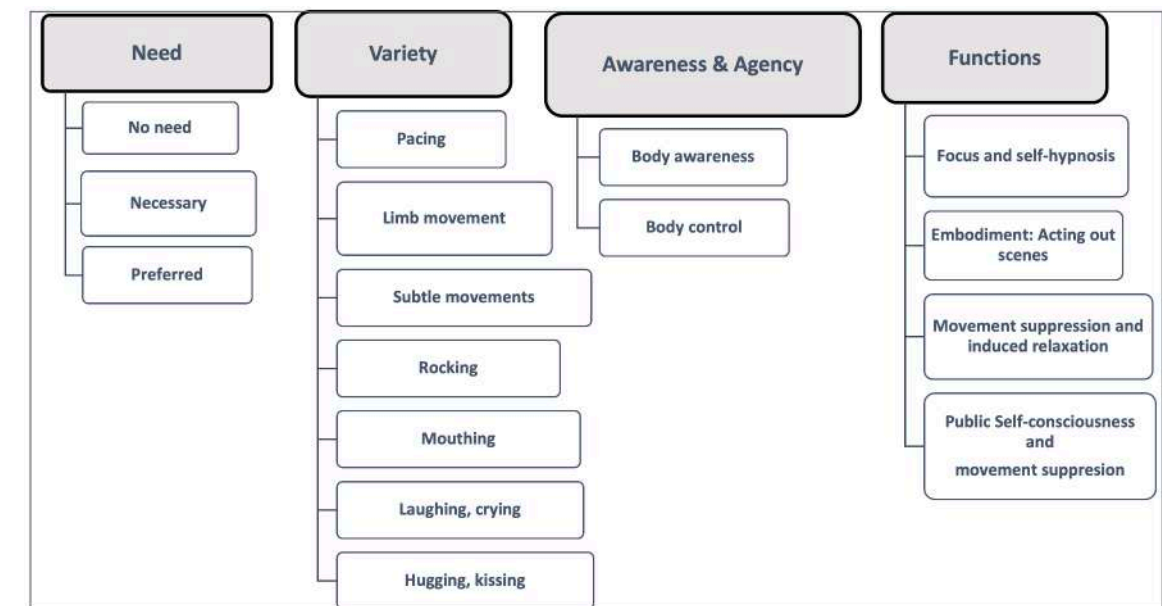 Need
No need
Necessary
Preferred
Variety
Pacing
Limb movement
Subtle movements
Rocking
Mouthing
Laughing, crying
Hugging, kissing
Awareness & Agency
Body awareness
Body control
Functions
Focus and self-hypnosis
Embodiment: Acting out
scenes
Movement suppression and
induced relaxation
Public Self-consciousness
and
movement suppresion